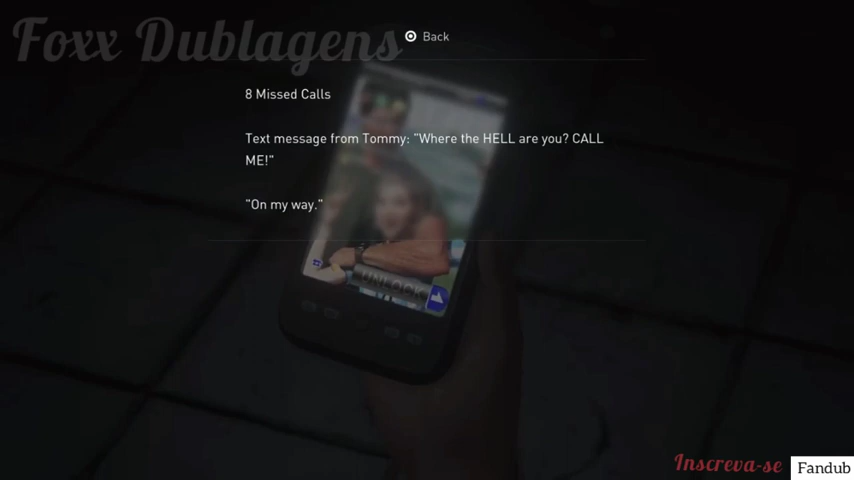 Foxx Dublagens
Back
8 Missed Calls
Text message from Tommy: "Where the HELL are you? CALL
ME!"
"On my way."
UNLOCK
Inscreva-se
Fandub